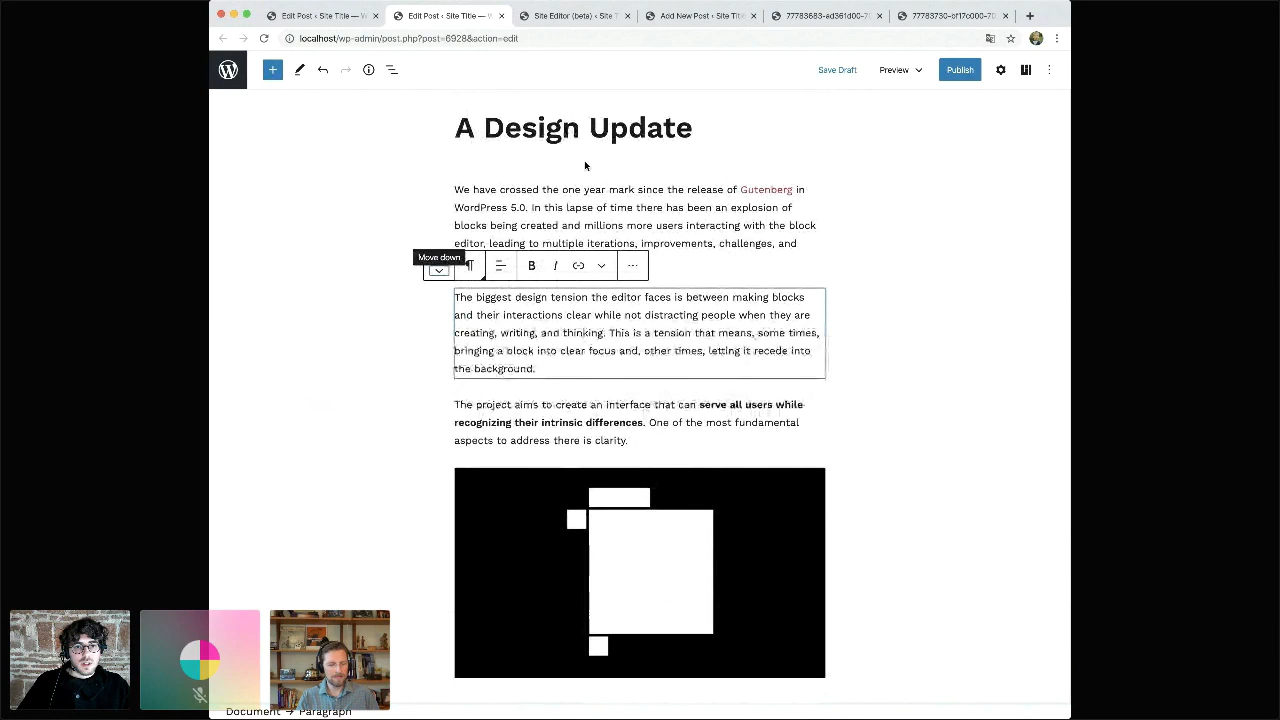 Edit Post ‹ Site Title — W
Edit Post ‹ Site Title — W
Site Editor (beta) ‹ Site T
Add New Post ‹ Site Title
77783683-ad361d00-70
77783730-cf17c000-70
localhost/wp-admin/post.php?post=6928&action=edit
Save Draft
Preview
Publish
A Design Update
We have crossed the one year mark since the release of Gutenberg in
WordPress 5.0. In this lapse of time there has been an explosion of
blocks being created and millions more users interacting with the block
editor, leading to multiple iterations, improvements, challenges, and
Move down
B I
The biggest design tension the editor faces is between making blocks
and their interactions clear while not distracting people when they are
creating, writing, and thinking. This is a tension that means, some times,
bringing a block into clear focus and, other times, letting it recede into
the background.
The project aims to create an interface that can serve all users while
recognizing their intrinsic differences. One of the most fundamental
aspects to address there is clarity.
Document → Paragraph